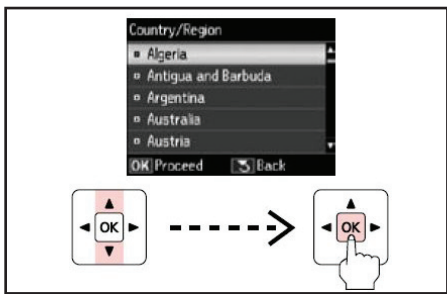 Country/Region
Algeria
Antigua and Barbuda
Argentina
Australia
Austria
OK Proceed Back
OK OK